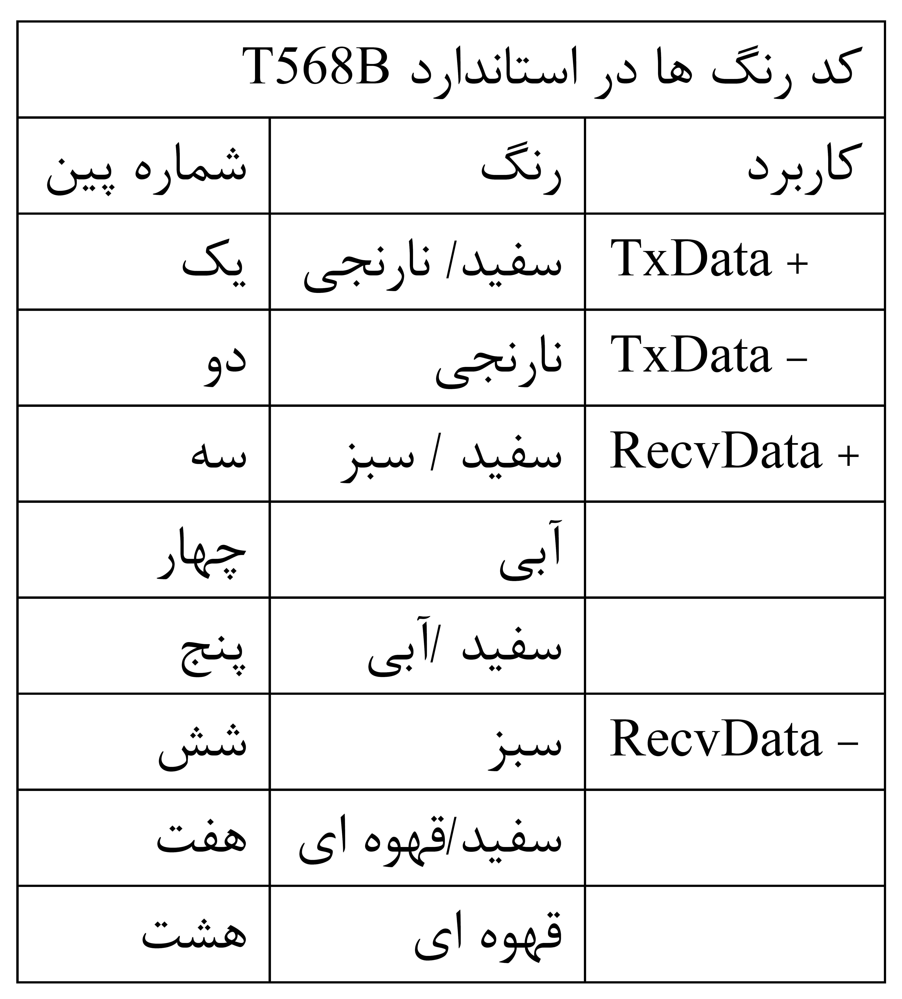 کد رنگ ها در استاندارد T568B
کاربرد رنگ شماره پین
TxData + سفید/ نارنجی یک
TxData – نارنجی دو
RecvData + سفید / سبز سه
آبی چهار
سفید /آبی پنج
RecvData – سبز شش
سفید/قهوه ای هفت
قهوه ای هشت